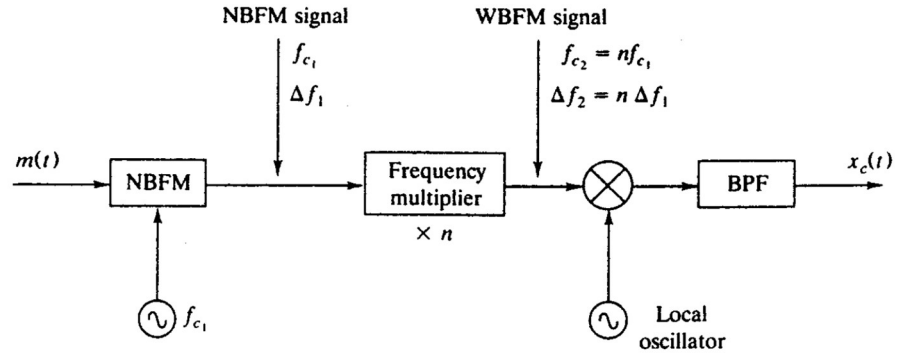 NBFM signal
f_{c_1}
Δf_1
WBFM signal
f_{c_2} = nf_{c_1}
Δf_2 = n Δf_1
m(t)
NBFM
Frequency
multiplier
× n
BPF
x_c(t)
f_{c_1}
Local
oscillator